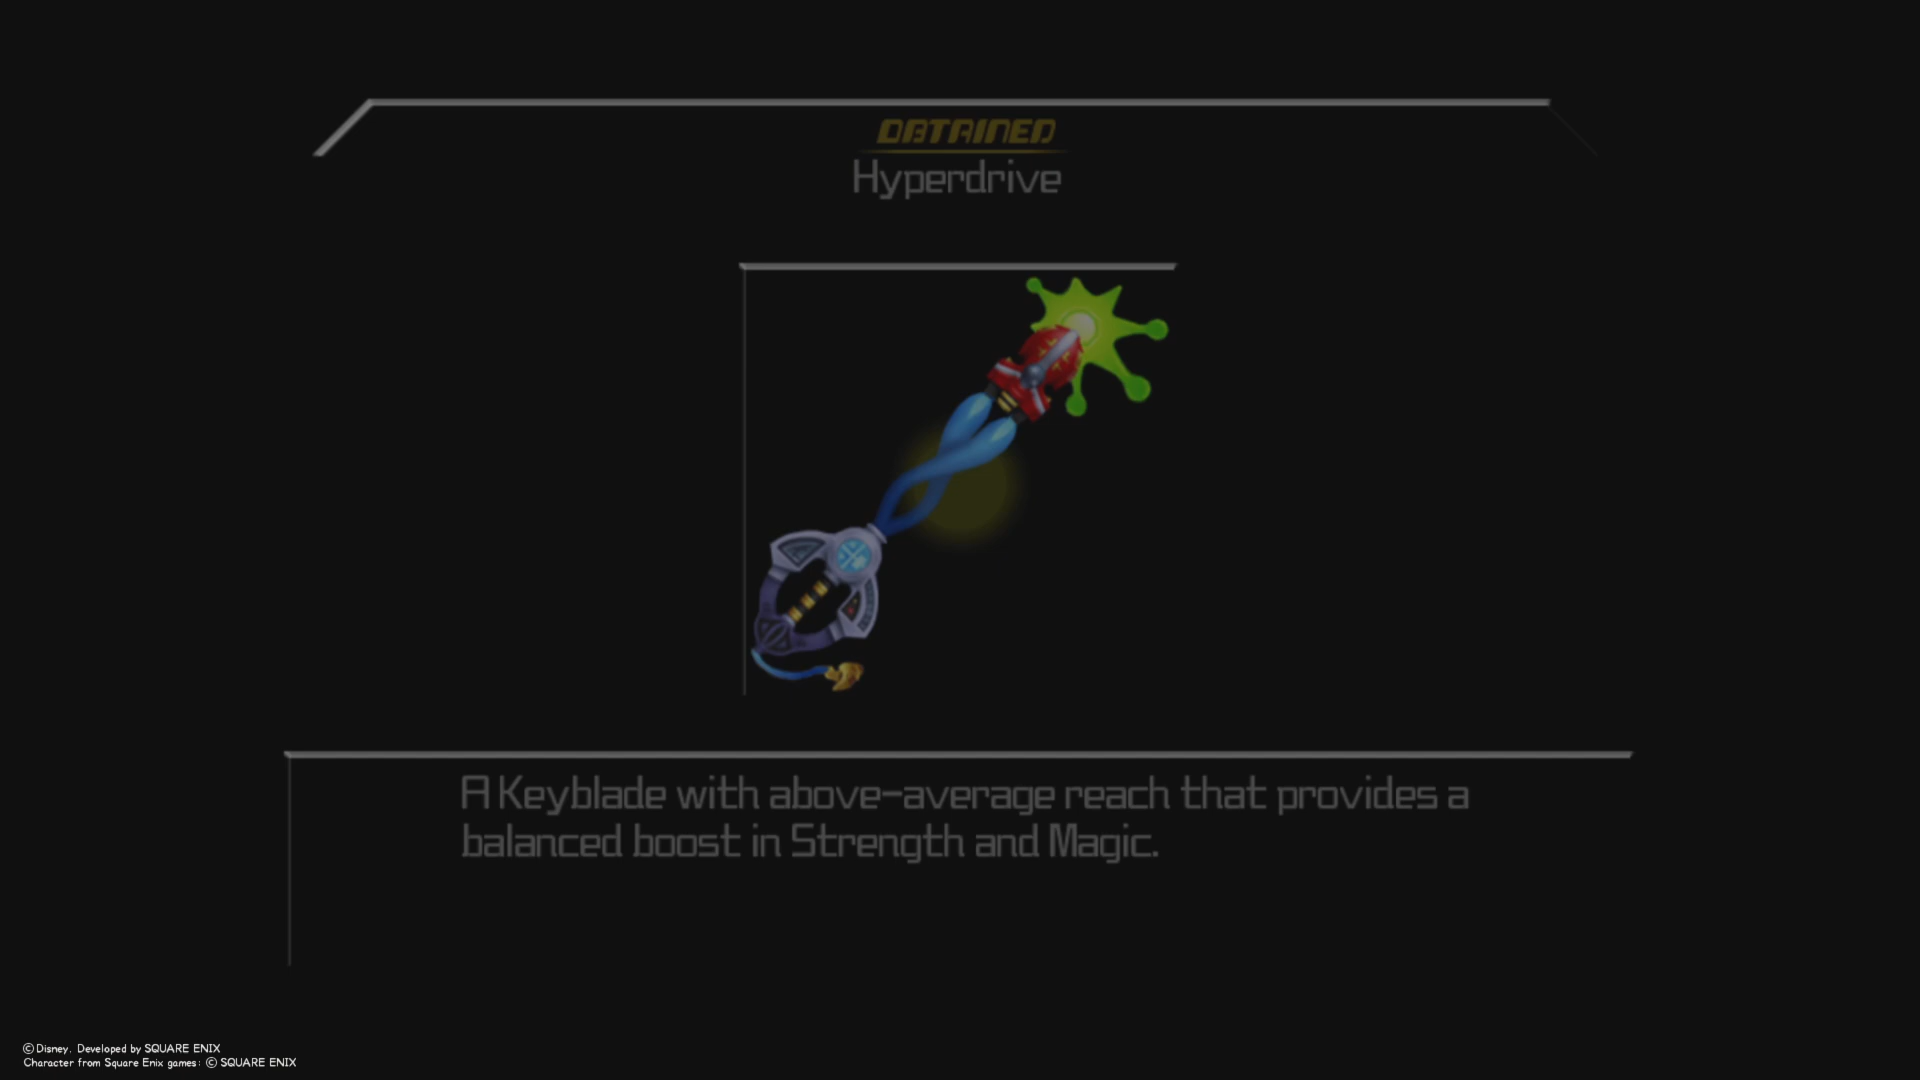 OBTAINED
Hyperdrive
A Keyblade with above-average reach that provides a
balanced boost in Strength and Magic.
© Disney. Developed by SQUARE ENIX
Character from Square Enix games: © SQUARE ENIX